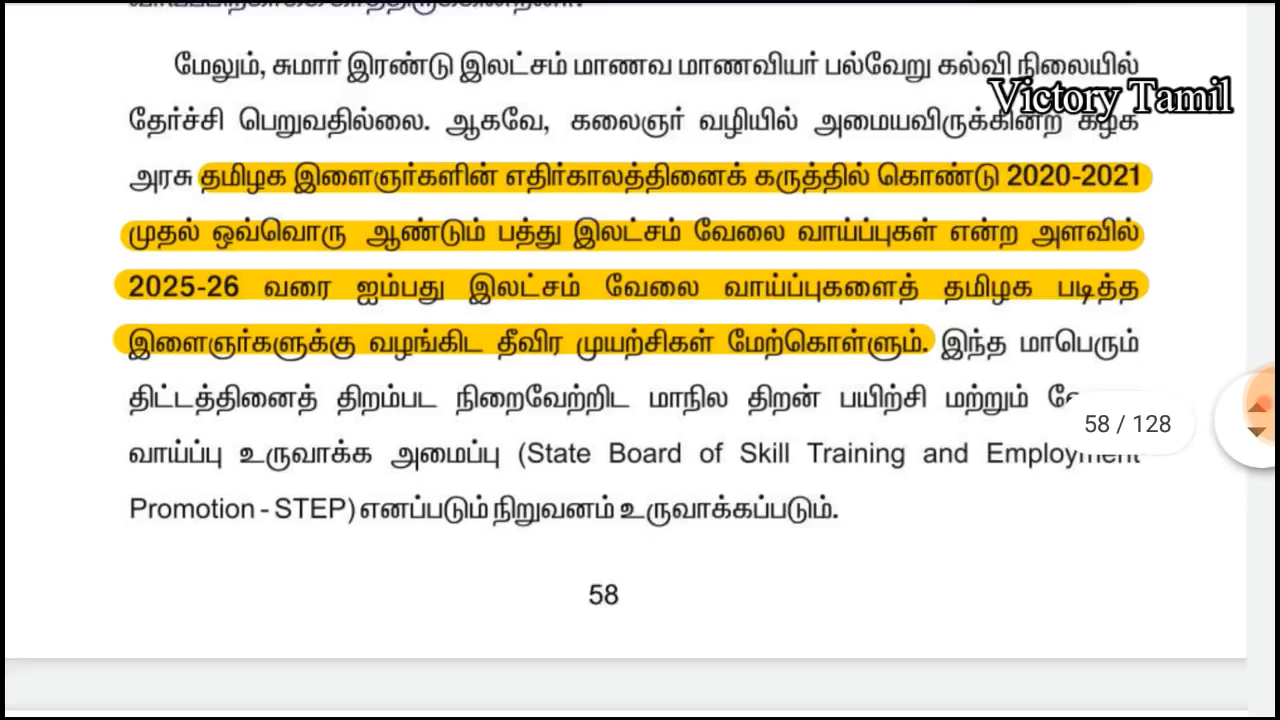 மேலும், சுமார் இரண்டு இலட்சம் மாணவ மாணவியர் பல்வேறு கல்வி நிலையில்
Victory Tamil
தேர்ச்சி பெறுவதில்லை. ஆகவே, கலைஞர் வழியில் அமையவிருக்கின்ற கழக
அரசு தமிழக இளைஞர்களின் எதிர்காலத்தினைக் கருத்தில் கொண்டு 2020-2021
முதல் ஒவ்வொரு ஆண்டும் பத்து இலட்சம் வேலை வாய்ப்புகள் என்ற அளவில்
2025-26 வரை ஐம்பது இலட்சம் வேலை வாய்ப்புகளைத் தமிழக படித்த
இளைஞர்களுக்கு வழங்கிட தீவிர முயற்சிகள் மேற்கொள்ளும். இந்த மாபெரும்
திட்டத்தினைத் திறம்பட நிறைவேற்றிட மாநில திறன் பயிற்சி மற்றும்
58 / 128
வாய்ப்பு உருவாக்க அமைப்பு (State Board of Skill Training and Employment
Promotion - STEP) எனப்படும் நிறுவனம் உருவாக்கப்படும்.
58